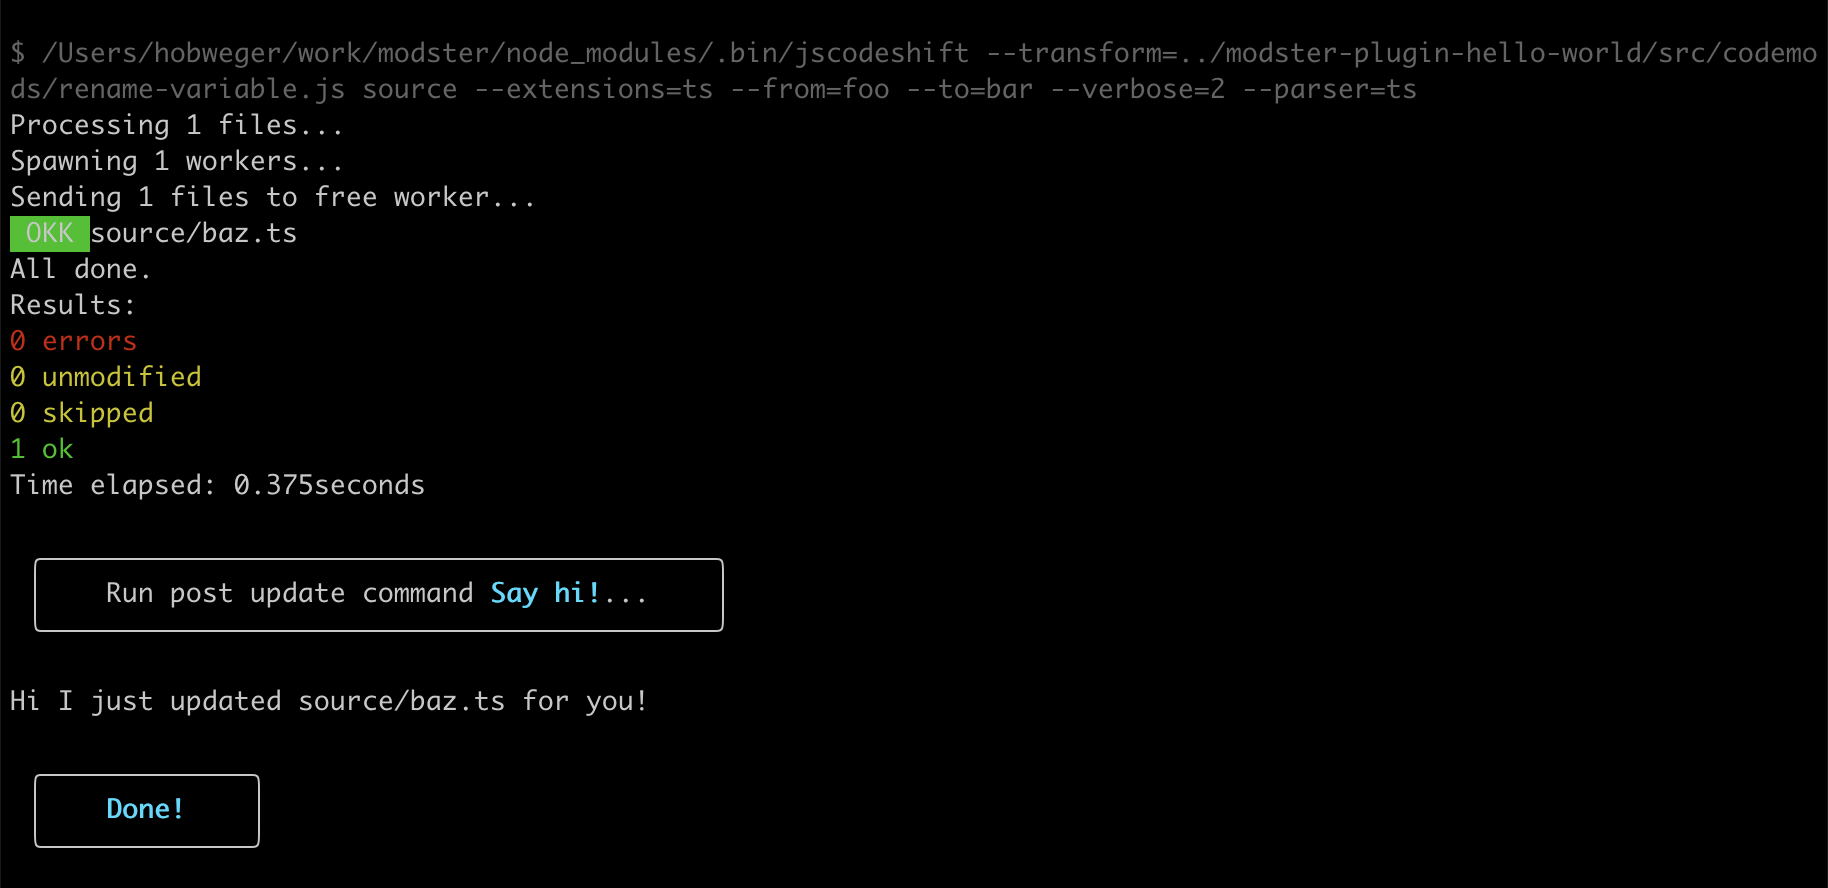 $ /Users/hobweger/work/modster/node_modules/.bin/jscodeshift --transform=../modster-plugin-hello-world/src/codemo
ds/rename-variable.js source --extensions=ts --from=foo --to=bar --verbose=2 --parser=ts
Processing 1 files...
Spawning 1 workers...
Sending 1 files to free worker...
OKK source/baz.ts
All done.
Results:
0 errors
0 unmodified
0 skipped
1 ok
Time elapsed: 0.375seconds
Run post update command Say hi!...
Hi I just updated source/baz.ts for you!
Done!